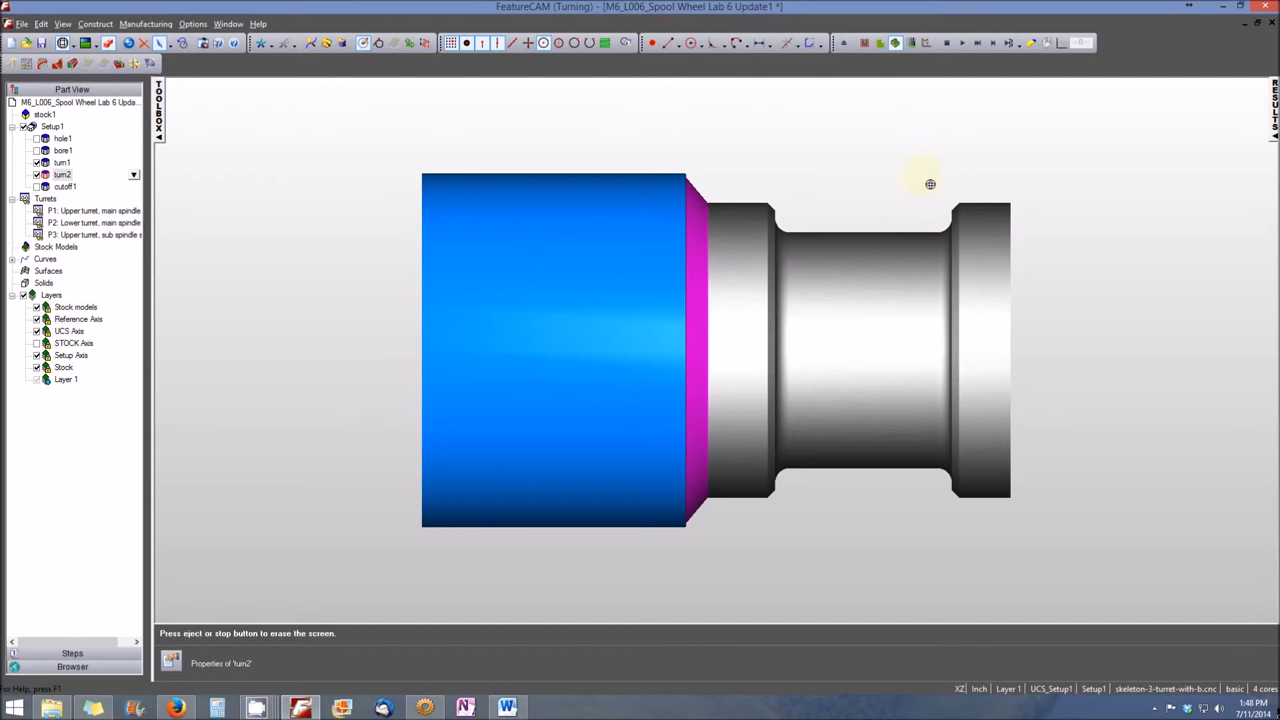 FeatureCAM (Turning) - [M6_L006_Spool Wheel Lab 6 Update1 *]
File Edit View Construct Manufacturing Options Window Help
Part View
M6_L006_Spool Wheel Lab 6 Upda...
stock1
Setup1
hole1
bore1
turn1
turn2
cutoff1
Turrets
P1: Upper turret, main spindle
P2: Lower turret, main spindle
P3: Upper turret, sub spindle s
Stock Models
Curves
Surfaces
Solids
Layers
Stock models
Reference Axis
UCS Axis
STOCK Axis
Setup Axis
Stock
Layer 1
Steps
Browser
TOOLBOX
RESULTS
Press eject or stop button to erase the screen.
Properties of 'turn2'
For Help, press F1
XZ Inch Layer 1 UCS_Setup1 Setup1 skeleton-3-turret-with-b.cnc basic 4 cores
1:48 PM
7/11/2014